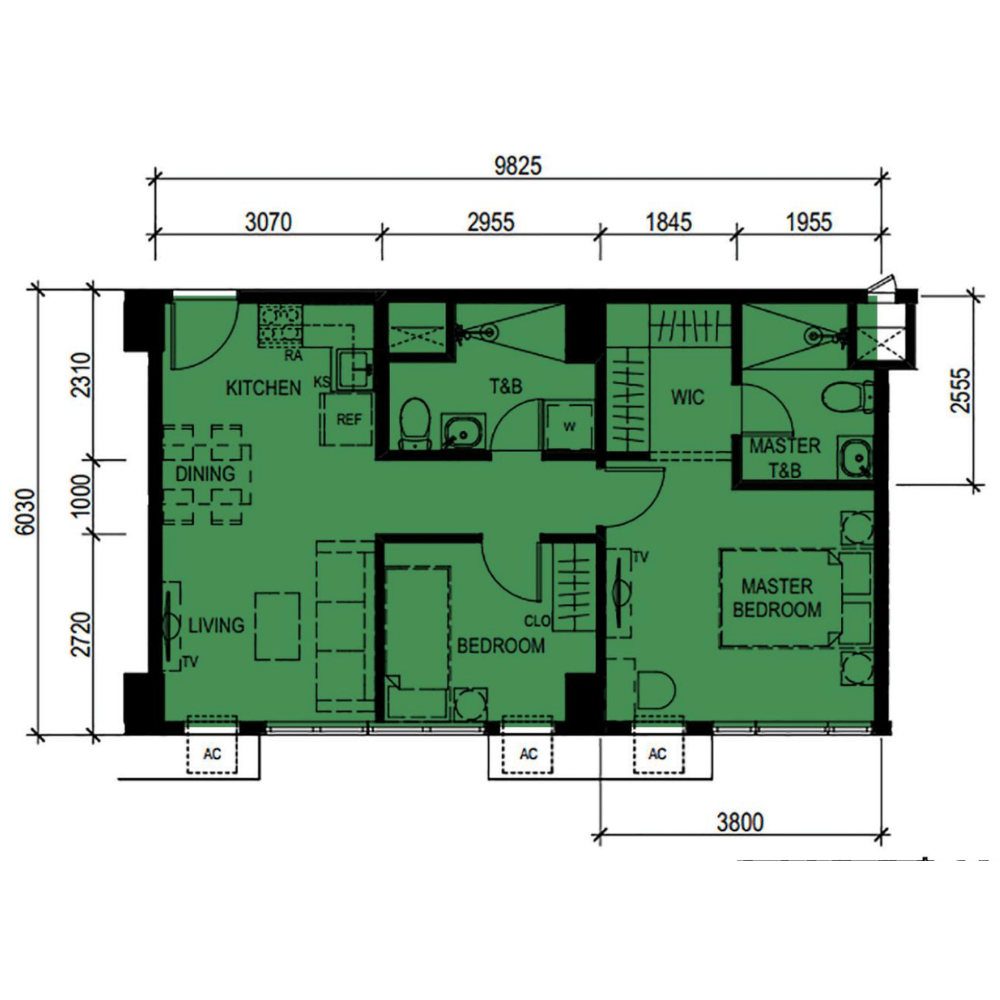 9825
3070
2955
1845
1955
6030
2310
1000
2720
2555
RA
KS
KITCHEN
REF
T&B
W
WIC
MASTER
T&B
DINING
TV
MASTER
BEDROOM
CLO
LIVING
TV
BEDROOM
AC
AC
AC
3800